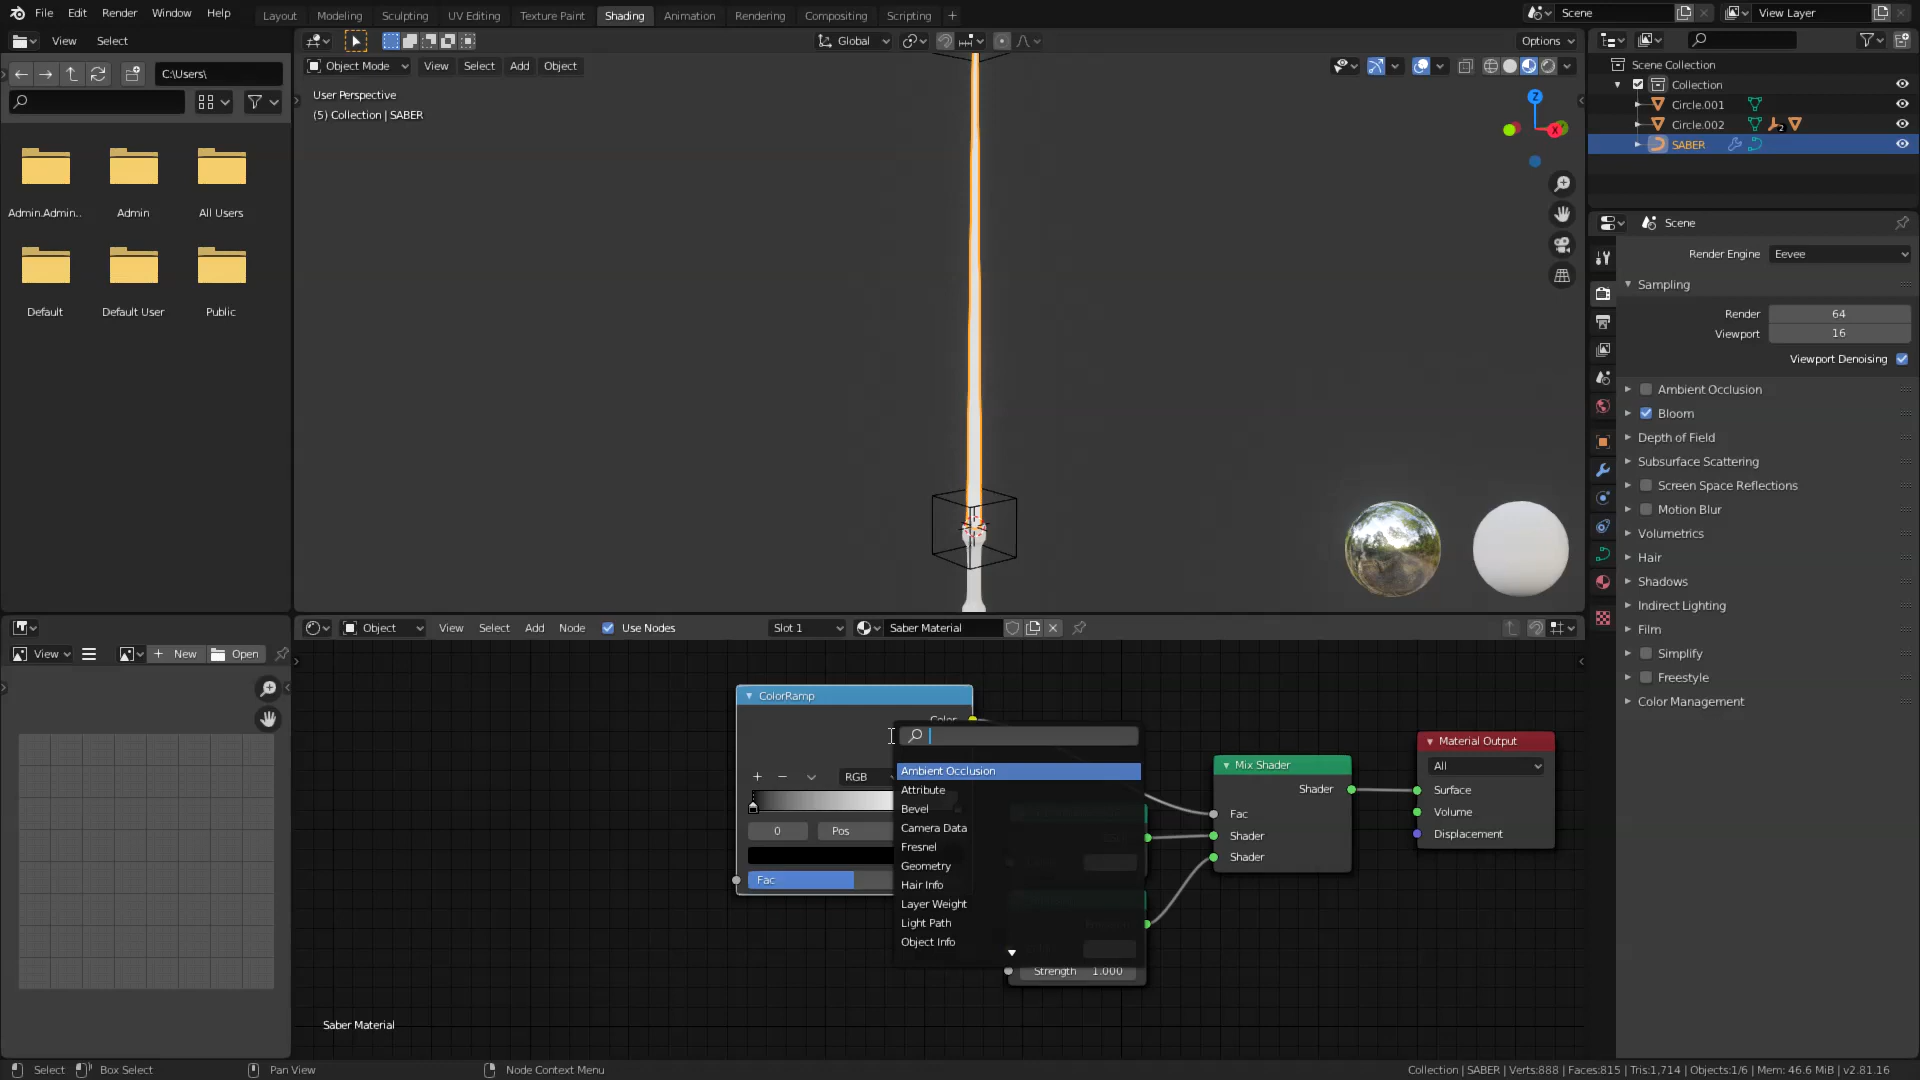 File Edit Render Window Help Layout Modeling Sculpting UV Editing Texture Paint Shading Animation Rendering Compositing Scripting + Scene View Layer
View Select Global Options
C:\Users\
Object Mode View Select Add Object
User Perspective
(5) Collection | SABER
Z
X
Admin.Admin.. Admin All Users
Default Default User Public
Scene Collection
Collection
Circle.001
Circle.002 2
SABER
Scene
Render Engine Eevee
Sampling
Render 64
Viewport 16
Viewport Denoising
Ambient Occlusion
Bloom
Depth of Field
Subsurface Scattering
Screen Space Reflections
Motion Blur
Volumetrics
Hair
Shadows
Indirect Lighting
Film
Simplify
Freestyle
Color Management
Object View Select Add Node Use Nodes Slot 1 Saber Material
View New Open
ColorRamp
Color
RGB
0 Pos
Fac
Ambient Occlusion
Attribute
Bevel
Camera Data
Fresnel
Geometry
Hair Info
Layer Weight
Light Path
Object Info
Strength 1.000
Mix Shader
Shader
Fac
Shader
Shader
Material Output
All
Surface
Volume
Displacement
Saber Material
Select Box Select Pan View Node Context Menu Collection | SABER | Verts:888 | Faces:815 | Tris:1,714 | Objects:1/6 | Mem: 46.6 MiB | v2.81.16